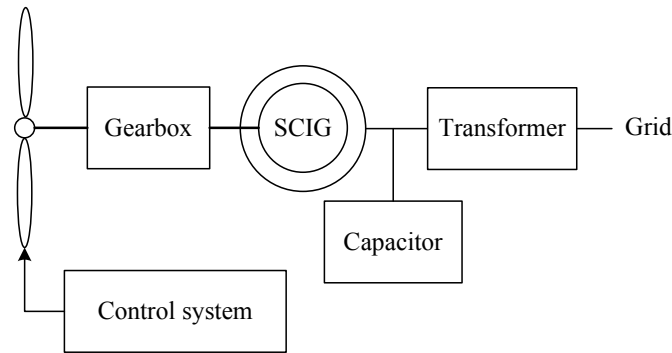 Gearbox
SCIG
Transformer
Grid
Capacitor
Control system